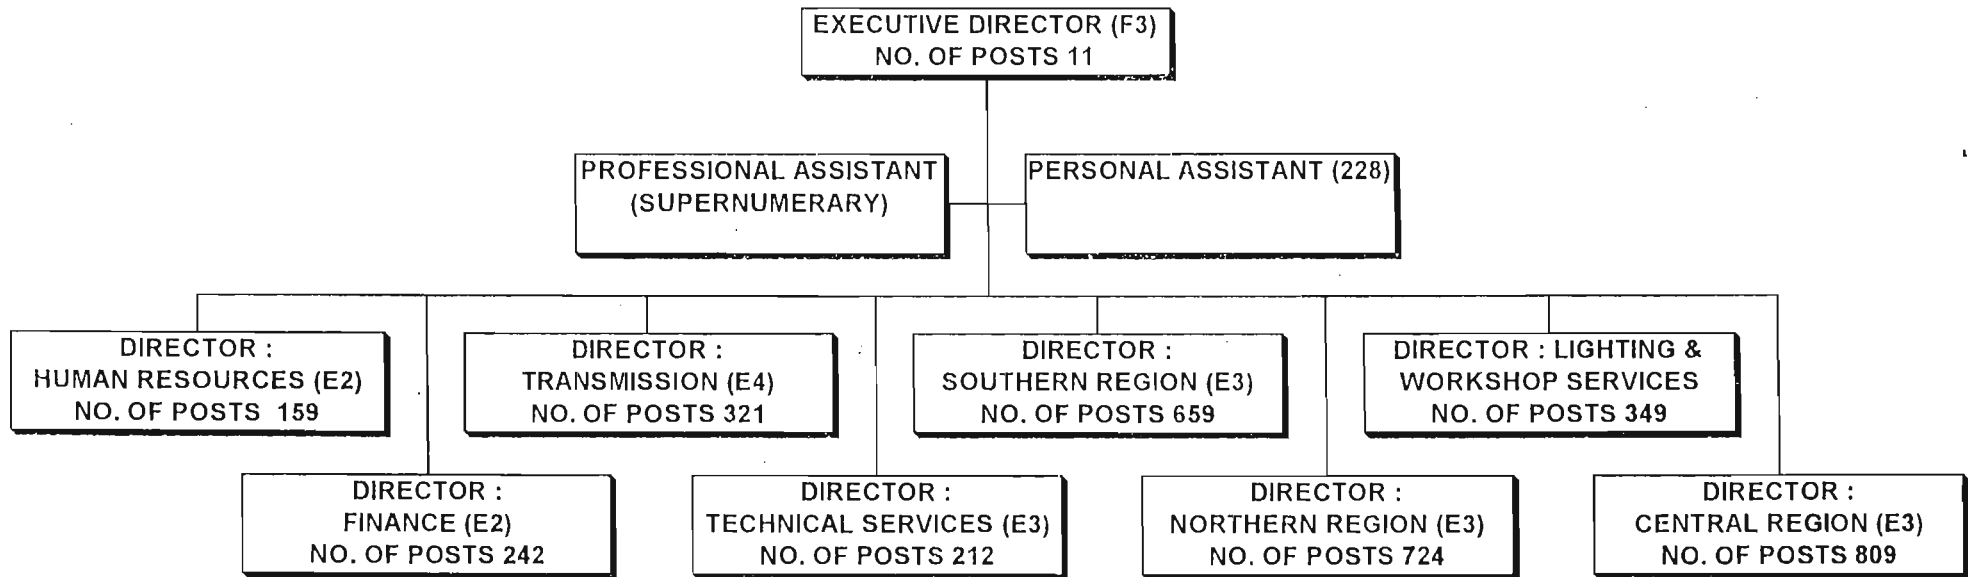 EXECUTIVE DIRECTOR (F3)
NO. OF POSTS 11
PROFESSIONAL ASSISTANT
(SUPERNUMERARY)
PERSONAL ASSISTANT (228)
DIRECTOR :
HUMAN RESOURCES (E2)
NO. OF POSTS 159
DIRECTOR :
TRANSMISSION (E4)
NO. OF POSTS 321
DIRECTOR :
SOUTHERN REGION (E3)
NO. OF POSTS 659
DIRECTOR : LIGHTING &
WORKSHOP SERVICES
NO. OF POSTS 349
DIRECTOR :
FINANCE (E2)
NO. OF POSTS 242
DIRECTOR :
TECHNICAL SERVICES (E3)
NO. OF POSTS 212
DIRECTOR :
NORTHERN REGION (E3)
NO. OF POSTS 724
DIRECTOR :
CENTRAL REGION (E3)
NO. OF POSTS 809